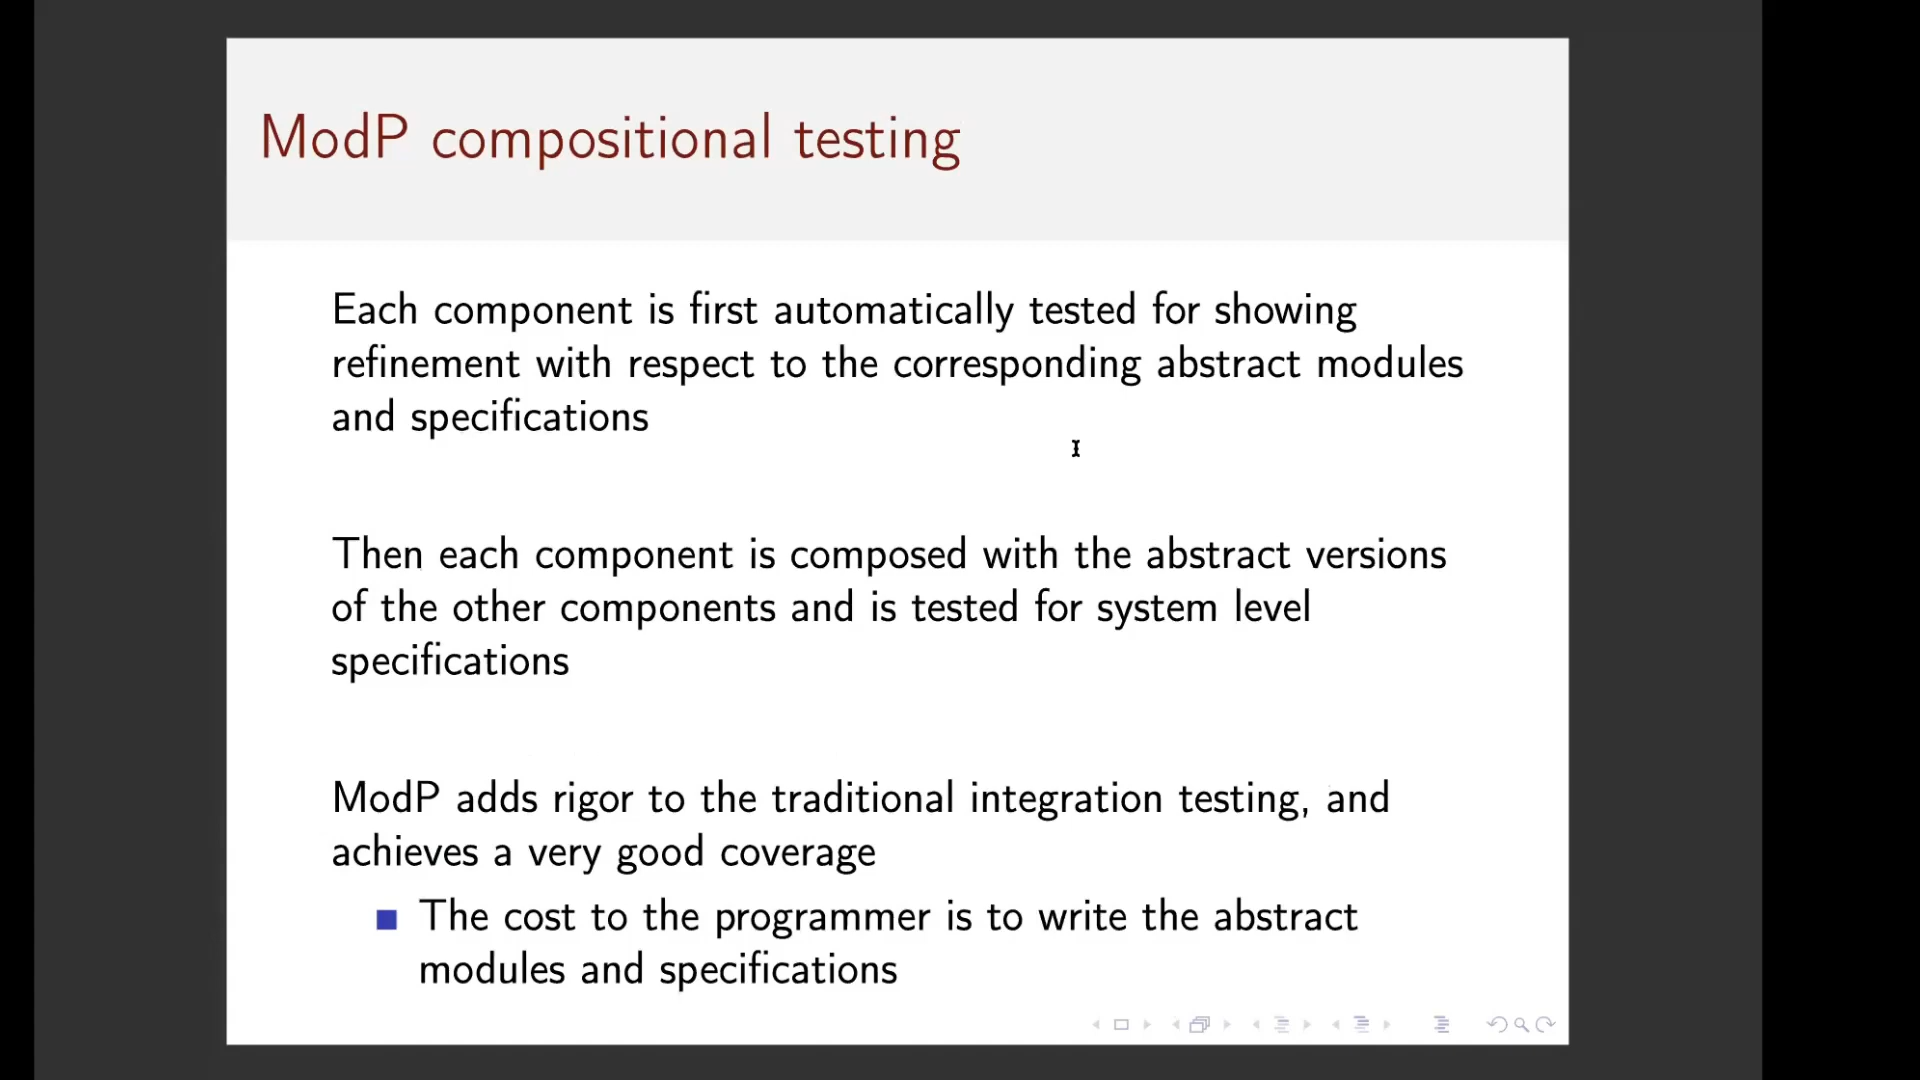 ModP compositional testing
Each component is first automatically tested for showing
refinement with respect to the corresponding abstract modules
and specifications
Then each component is composed with the abstract versions
of the other components and is tested for system level
specifications
ModP adds rigor to the traditional integration testing, and
achieves a very good coverage
The cost to the programmer is to write the abstract
modules and specifications